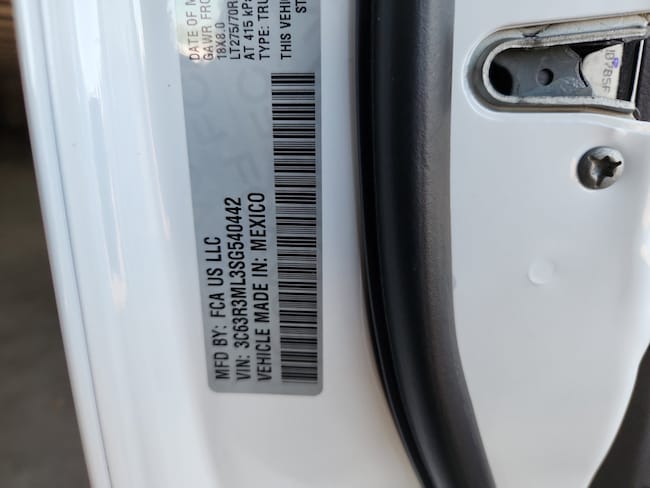 MFD BY: FCA US LLC
VIN: 3C63R3ML3SG540442
VEHICLE MADE IN: MEXICO
DATE OF M
GAWR FRO
18X8.0
LT275/70R
AT 415 kPa
TYPE: TRU
THIS VEHI
ST